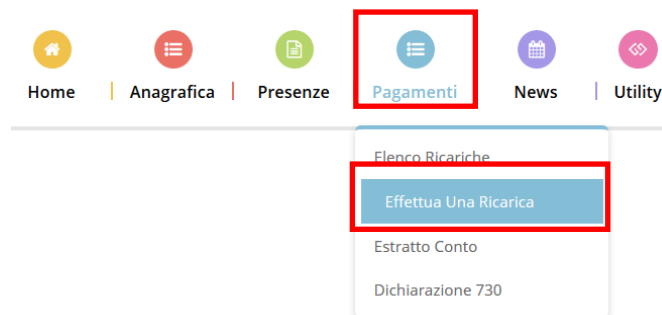 Home | Anagrafica | Presenze Pagamenti News | Utility
Elenco Ricariche
Effettua Una Ricarica
Estratto Conto
Dichiarazione 730